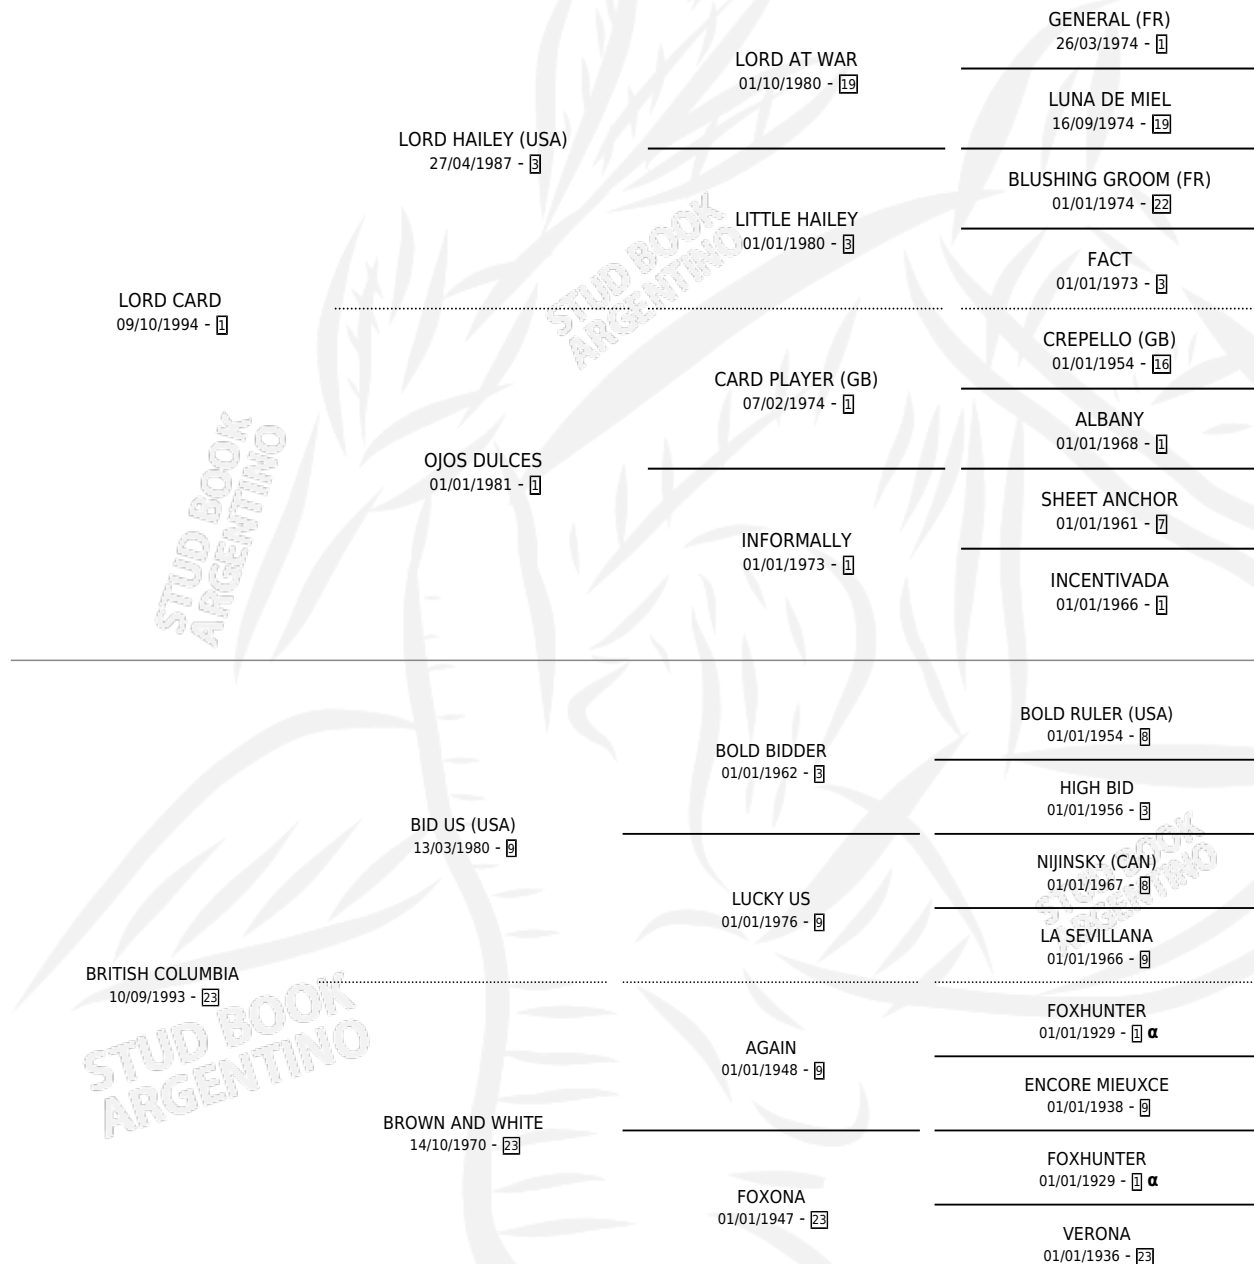 GENERAL (FR)
26/03/1974 - 1
LORD AT WAR
01/10/1980 - 19
LUNA DE MIEL
16/09/1974 - 19
LORD HAILEY (USA)
27/04/1987 - 3
BLUSHING GROOM (FR)
01/01/1974 - 22
LITTLE HAILEY
01/01/1980 - 3
FACT
01/01/1973 - 3
LORD CARD
09/10/1994 - 1
CREPELLO (GB)
01/01/1954 - 16
CARD PLAYER (GB)
07/02/1974 - 1
ALBANY
01/01/1968 - 1
OJOS DULCES
01/01/1981 - 1
SHEET ANCHOR
01/01/1961 - 7
INFORMALLY
01/01/1973 - 1
INCENTIVADA
01/01/1966 - 1
BOLD RULER (USA)
01/01/1954 - 8
BOLD BIDDER
01/01/1962 - 3
HIGH BID
01/01/1956 - 3
BID US (USA)
13/03/1980 - 9
NIJINSKY (CAN)
01/01/1967 - 8
LUCKY US
01/01/1976 - 9
LA SEVILLANA
01/01/1966 - 9
BRITISH COLUMBIA
10/09/1993 - 23
FOXHUNTER
01/01/1929 - 1 α
AGAIN
01/01/1948 - 9
ENCORE MIEUXCE
01/01/1938 - 9
BROWN AND WHITE
14/10/1970 - 23
FOXHUNTER
01/01/1929 - 1 α
FOXONA
01/01/1947 - 23
VERONA
01/01/1936 - 23
STUD BOOK
ARGENTINO
STUD BOOK
ARGENTINO
STUD BOOK
ARGENTINO
STUD BOOK
ARGENTINO